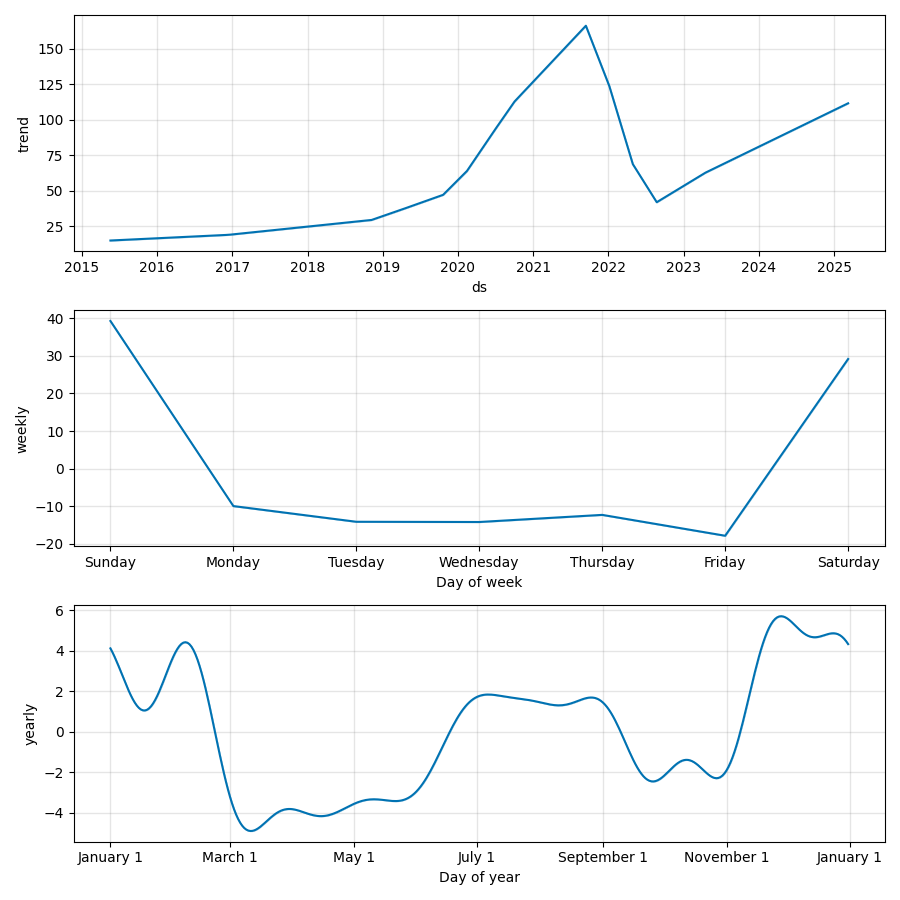 trend
150
125
100
75
50
25
2015 2016 2017 2018 2019 2020 2021 2022 2023 2024 2025
ds
weekly
40
30
20
10
0
−10
−20
Sunday Monday Tuesday Wednesday Thursday Friday Saturday
Day of week
yearly
6
4
2
0
−2
−4
January 1 March 1 May 1 July 1 September 1 November 1 January 1
Day of year